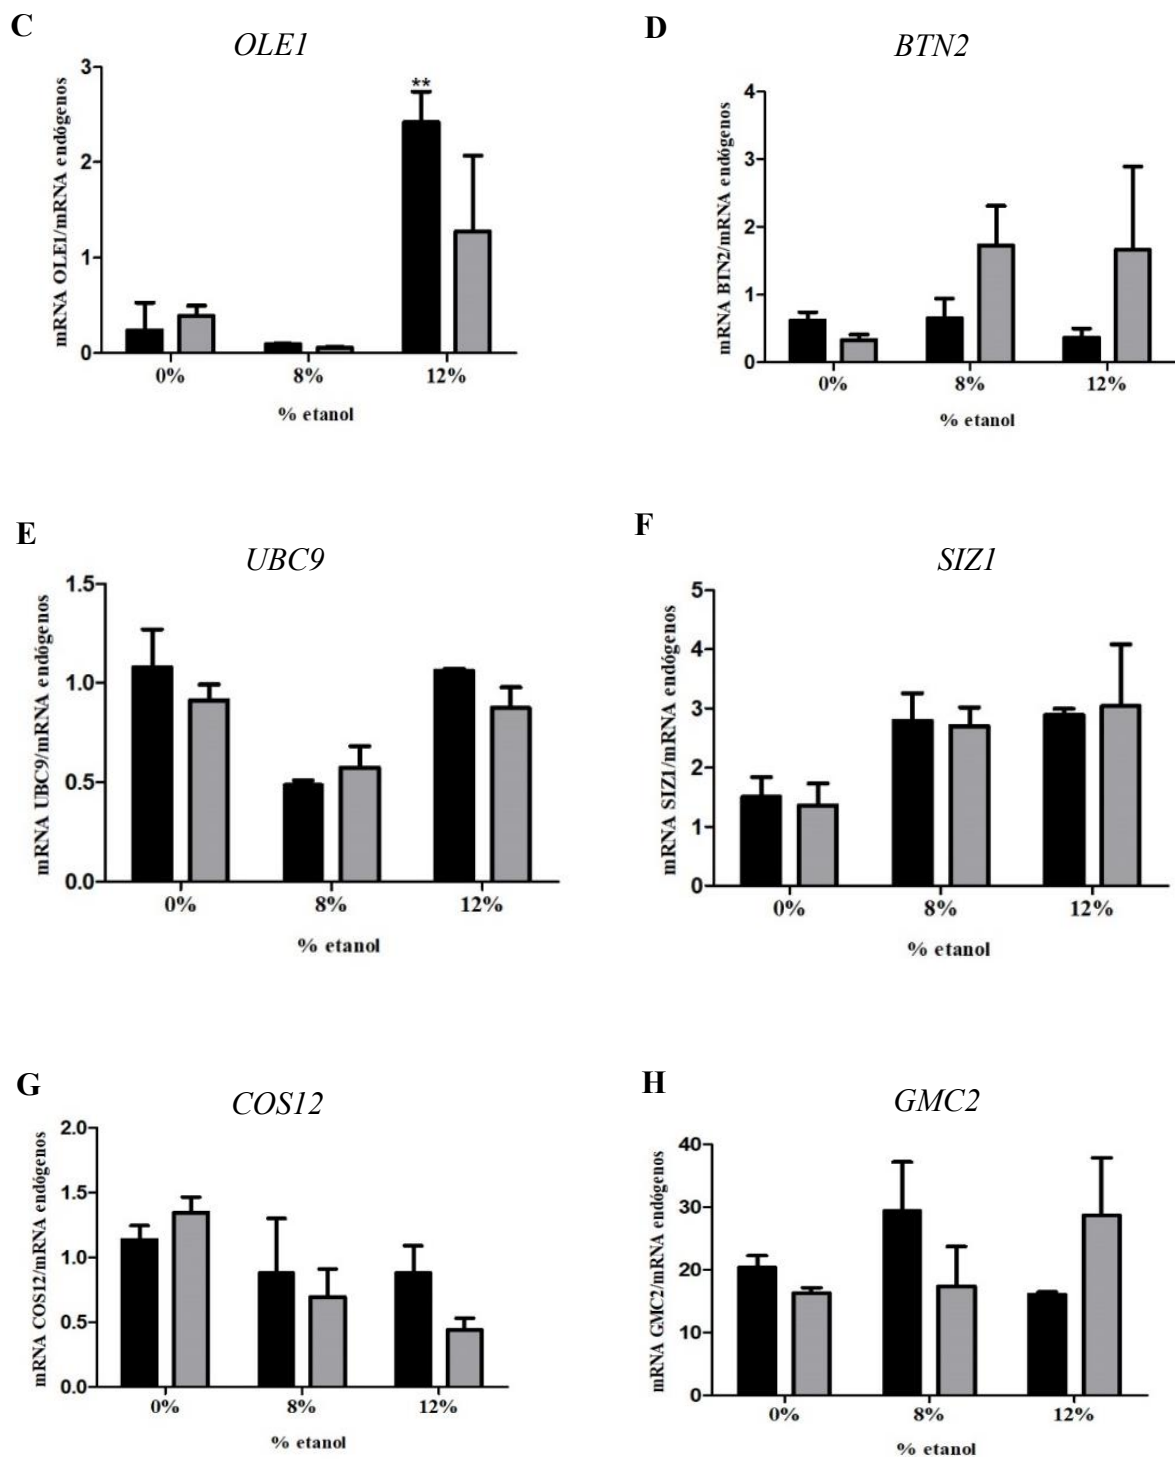 C
OLE1
mRNA OLE1/mRNA endógenos
3
2
1
0
**
0% 8% 12%
% etanol
D
BTN2
mRNA BTN2/mRNA endógenos
4
3
2
1
0
0% 8% 12%
% etanol
E
UBC9
mRNA UBC9/mRNA endógenos
1.5
1.0
0.5
0.0
0% 8% 12%
% etanol
F
SIZ1
mRNA SIZ1/mRNA endógenos
5
4
3
2
1
0
0% 8% 12%
% etanol
G
COS12
mRNA COS12/mRNA endógenos
2.0
1.5
1.0
0.5
0.0
0% 8% 12%
% etanol
H
GMC2
mRNA GMC2/mRNA endógenos
40
30
20
10
0
0% 8% 12%
% etanol